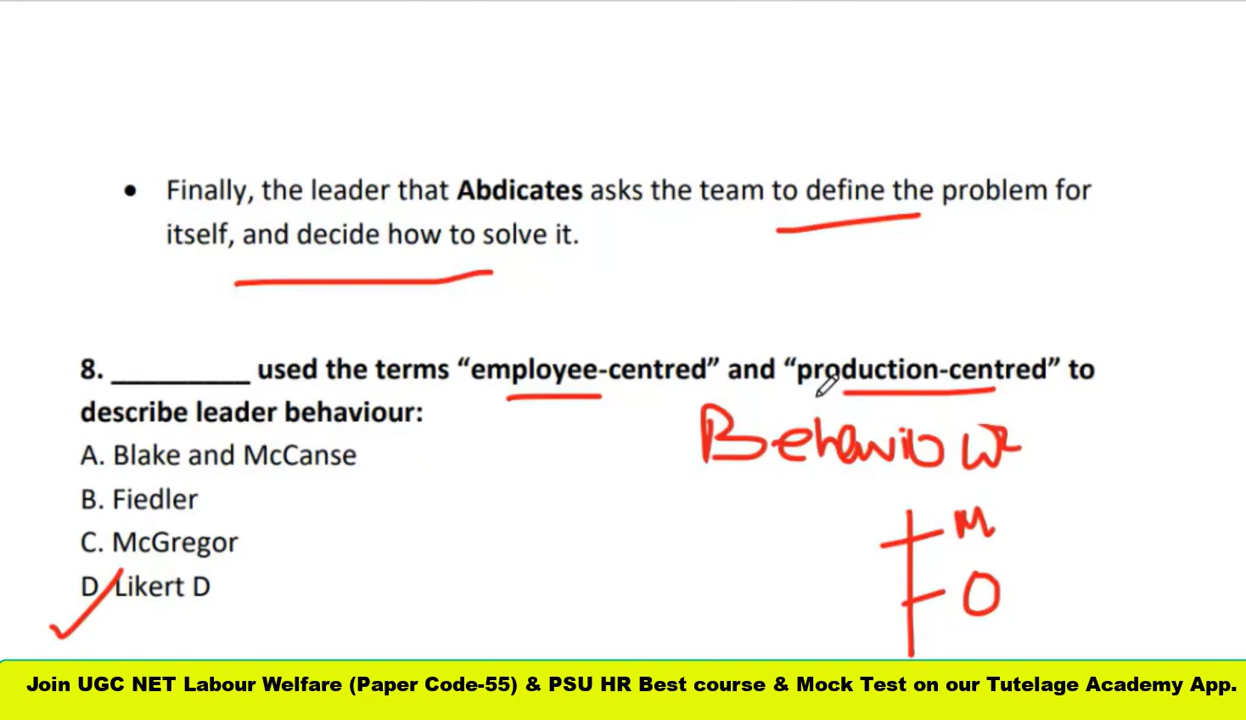 • Finally, the leader that Abdicates asks the team to define the problem for
itself, and decide how to solve it.
8. __________ used the terms “employee-centred” and “production-centred” to
describe leader behaviour:
A. Blake and McCanse
B. Fiedler
C. McGregor
D. Likert D
Behaviour
M
O
Join UGC NET Labour Welfare (Paper Code-55) & PSU HR Best course & Mock Test on our Tutelage Academy App.